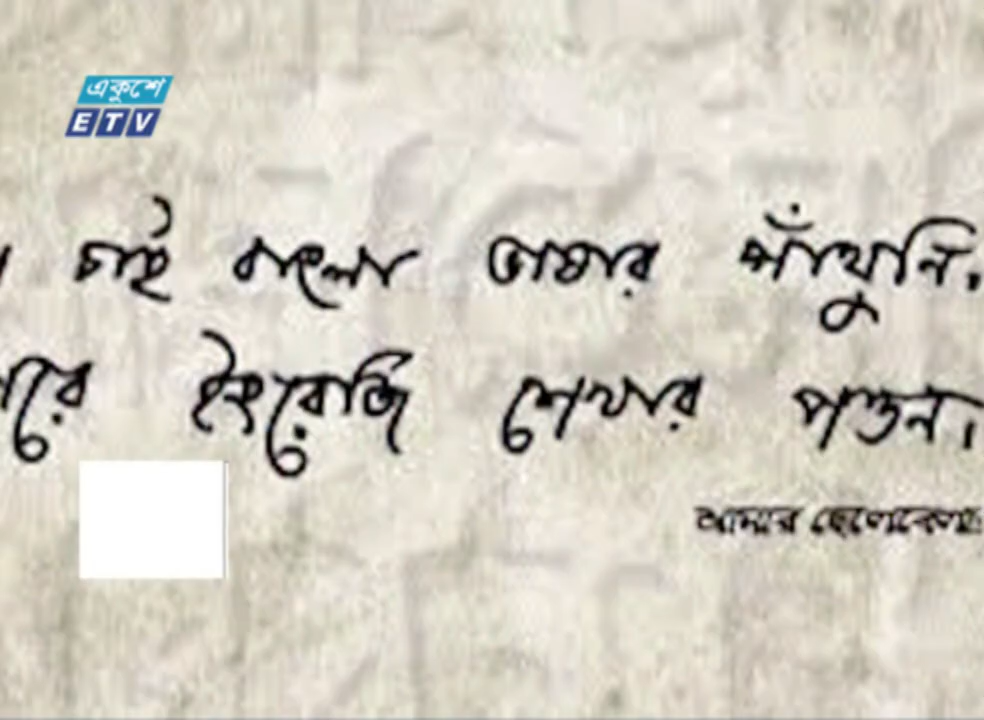 একুশে
ETV
চাই বাংলা ভাষার গাঁথুনি,
ইংরেজি শেখার পত্তন।
আমার ছেলেবেলা